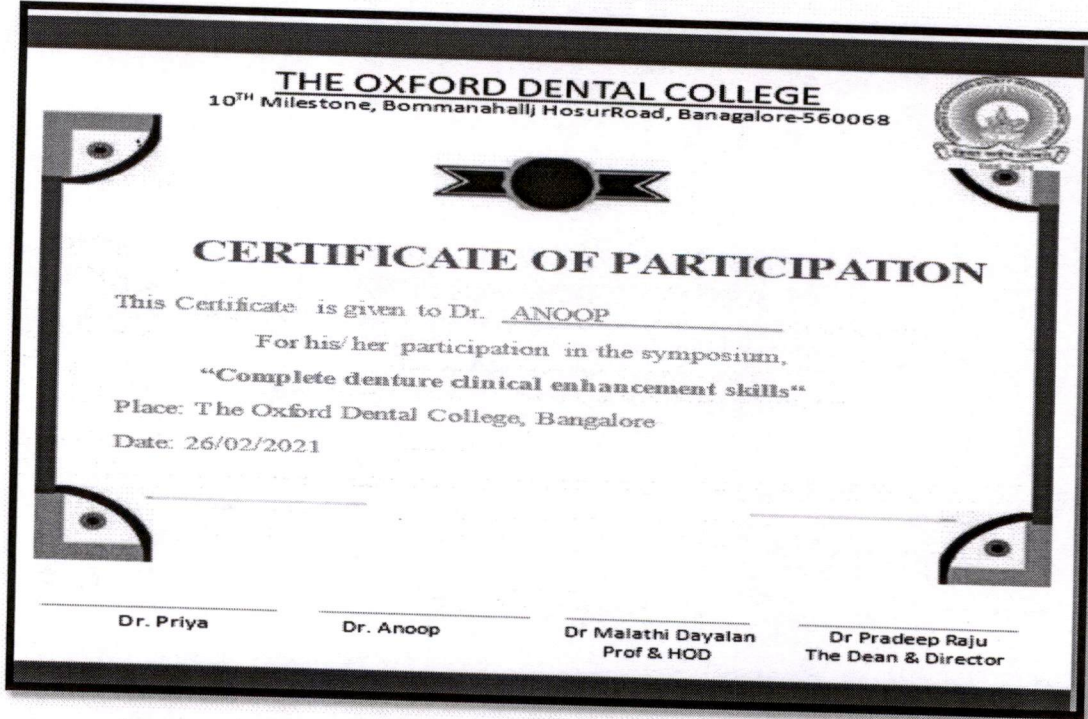 THE OXFORD DENTAL COLLEGE
10TH Milestone, Bommanahallj HosurRoad, Banagalore-560068
CERTIFICATE OF PARTICIPATION
This Certificate is given to Dr. ANOOP
For his/her participation in the symposium,
“Complete denture clinical enhancement skills“
Place: The Oxford Dental College, Bangalore
Date: 26/02/2021
Dr. Priya
Dr. Anoop
Dr Malathi Dayalan
Prof & HOD
Dr Pradeep Raju
The Dean & Director